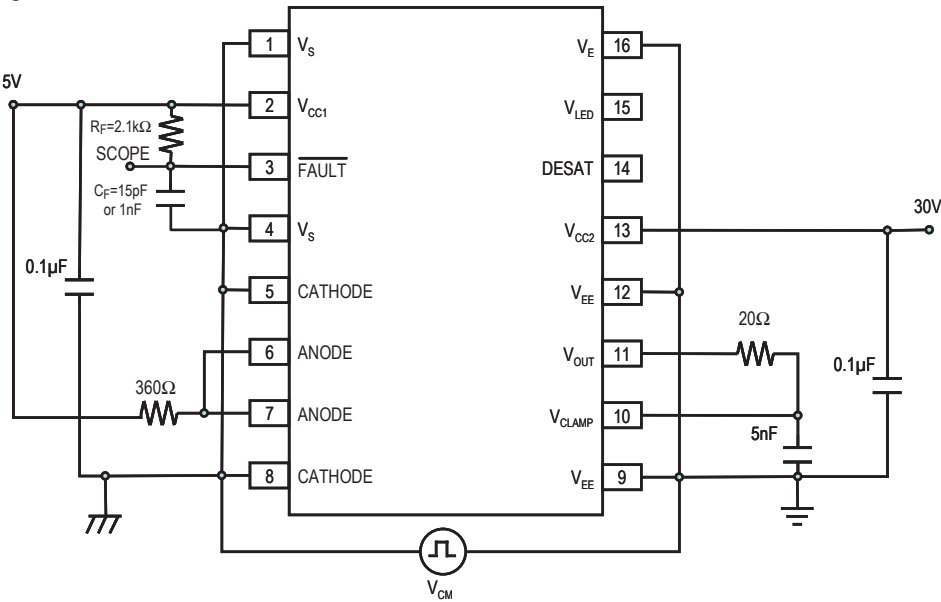 1
V_S
V_E
16
5V
2
V_CC1
V_LED
15
R_F=2.1kΩ
SCOPE
3
FAULT
DESAT
14
C_F=15pF
or 1nF
4
V_S
V_CC2
13
30V
0.1µF
5
CATHODE
V_EE
12
20Ω
6
ANODE
V_OUT
11
0.1µF
360Ω
7
ANODE
V_CLAMP
10
5nF
8
CATHODE
V_EE
9
V_CM